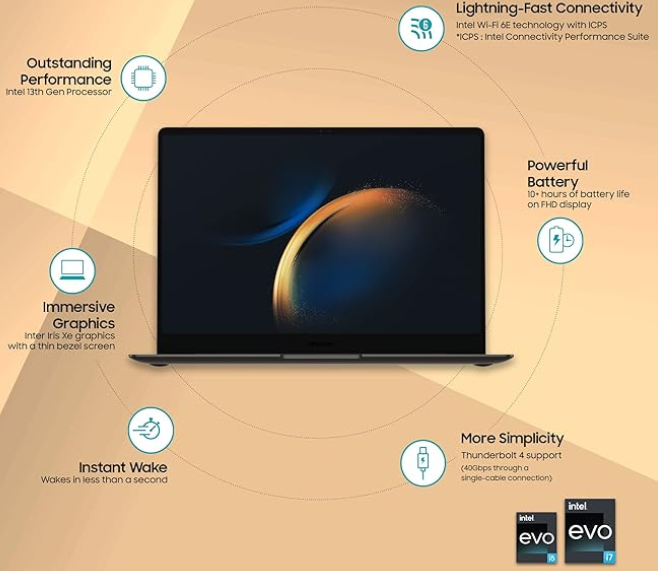 Lightning-Fast Connectivity
Intel Wi-Fi 6E technology with ICPS
*ICPS : Intel Connectivity Performance Suite
6
Outstanding
Performance
Intel 13th Gen Processor
Powerful
Battery
10+ hours of battery life
on FHD display
Immersive
Graphics
Inter Iris Xe graphics
with a thin bezel screen
Instant Wake
Wakes in less than a second
More Simplicity
Thunderbolt 4 support
(40Gbps through a
single-cable connection)
intel
evo
i5
intel
evo
i7